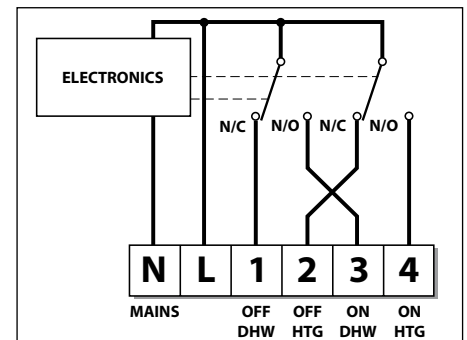 ELECTRONICS
N/C N/O N/C N/O
N L 1 2 3 4
MAINS OFF OFF ON ON
DHW HTG DHW HTG